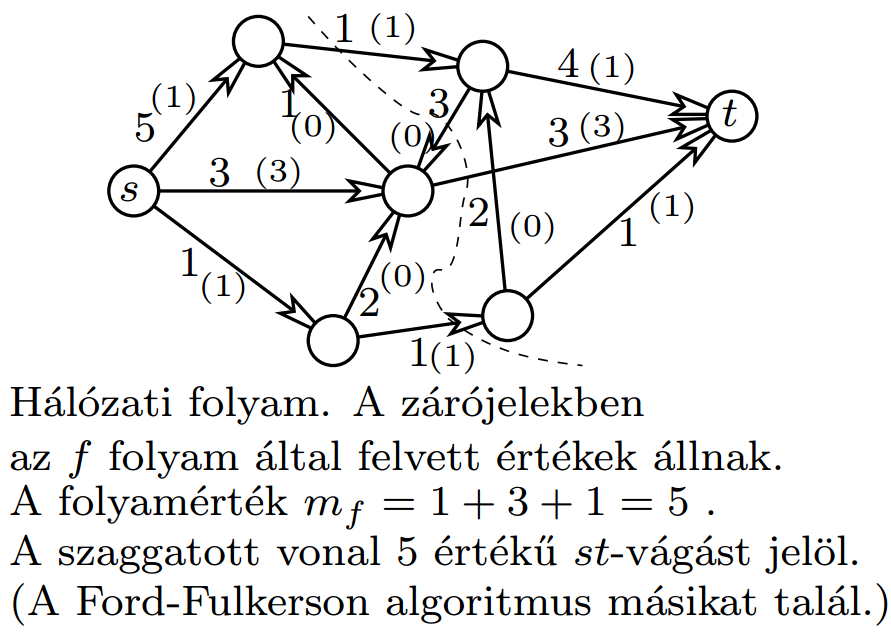 1 (1)
4 (1)
5 (1)
1 (0)
3 (0)
3 (3)
t
s
3 (3)
2 (0)
1 (1)
1 (1)
2 (0)
1 (1)
Hálózati folyam. A zárójelekben
az f folyam által felvett értékek állnak.
A folyamérték m_f = 1 + 3 + 1 = 5 .
A szaggatott vonal 5 értékű st-vágást jelöl.
(A Ford-Fulkerson algoritmus másikat talál.)